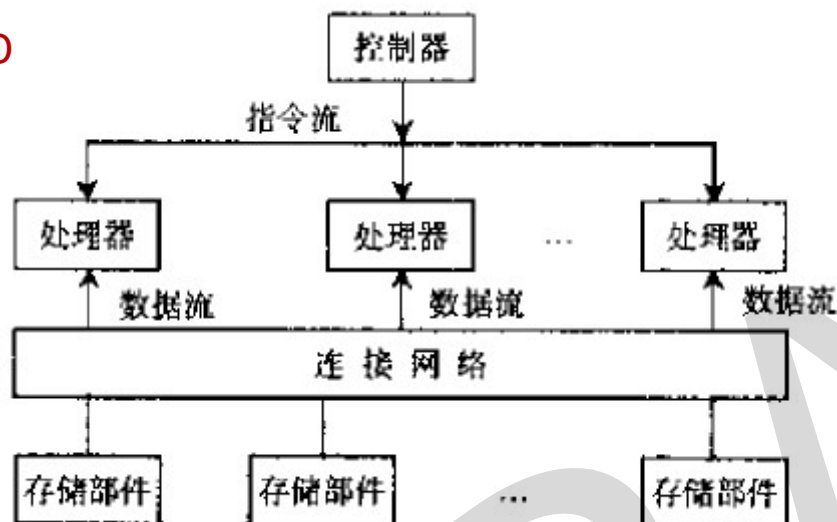 D
控制器
指令流
处理器 处理器 … 处理器
数据流 数据流 数据流
连接网络
存储部件 存储部件 … 存储部件